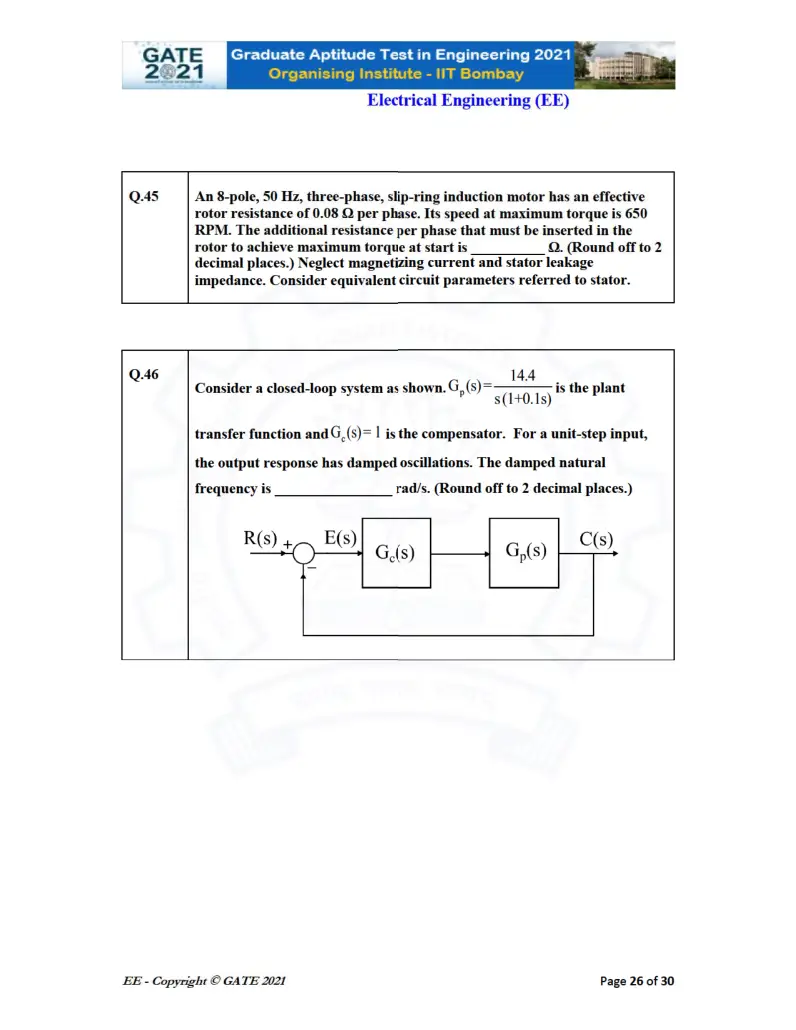 GATE
2021
Graduate Aptitude Test in Engineering 2021
Organising Institute - IIT Bombay
Electrical Engineering (EE)
Q.45
An 8-pole, 50 Hz, three-phase, slip-ring induction motor has an effective
rotor resistance of 0.08 Ω per phase. Its speed at maximum torque is 650
RPM. The additional resistance per phase that must be inserted in the
rotor to achieve maximum torque at start is __________ Ω. (Round off to 2
decimal places.) Neglect magnetizing current and stator leakage
impedance. Consider equivalent circuit parameters referred to stator.
Q.46
Consider a closed-loop system as shown. Gₚ(s)= 14.4 / s(1+0.1s) is the plant
transfer function and G꜀(s)= 1 is the compensator. For a unit-step input,
the output response has damped oscillations. The damped natural
frequency is ________________ rad/s. (Round off to 2 decimal places.)
R(s) + − E(s) G꜀(s) Gₚ(s) C(s)
EE - Copyright © GATE 2021 Page 26 of 30